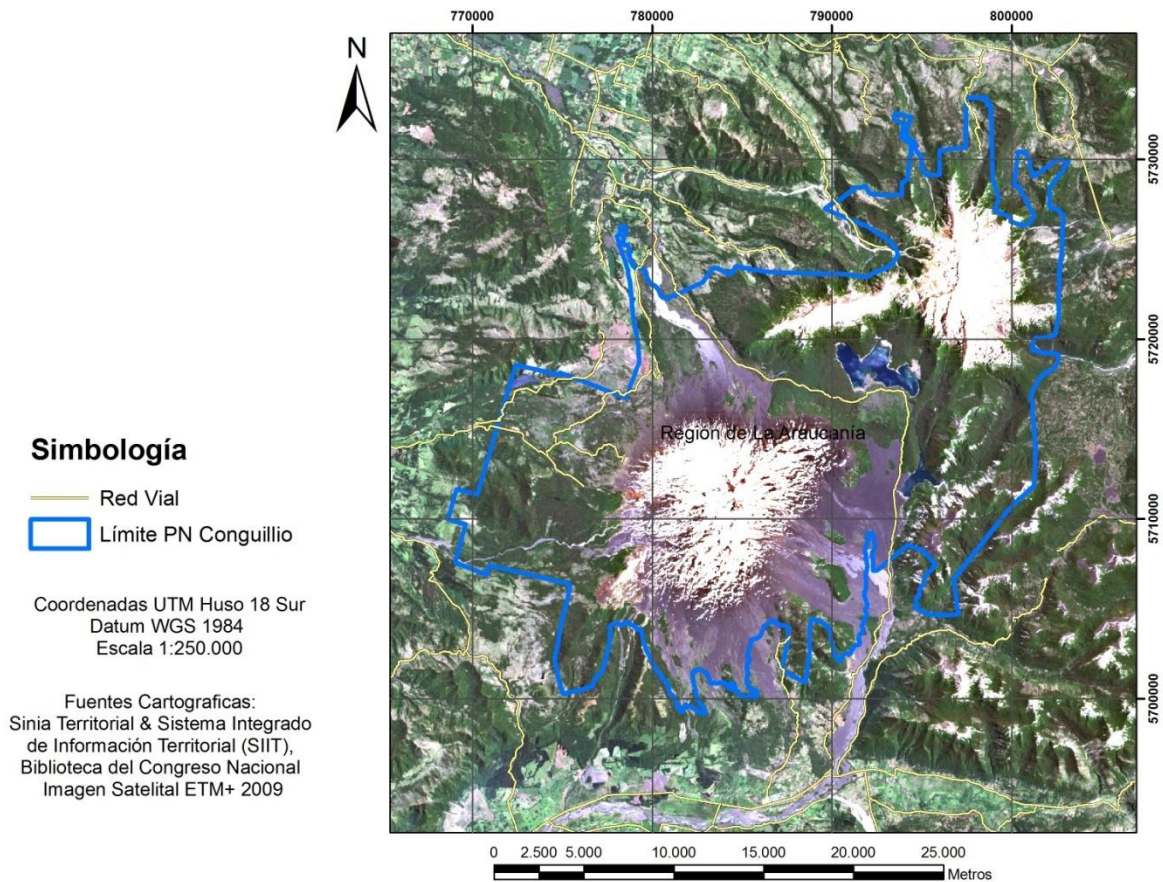 770000 780000 790000 800000
N
5730000
5720000
5710000
5700000
Región de La Araucanía
Simbología
Red Vial
Límite PN Conguillio
Coordenadas UTM Huso 18 Sur
Datum WGS 1984
Escala 1:250.000
Fuentes Cartograficas:
Sinia Territorial & Sistema Integrado
de Información Territorial (SIIT),
Biblioteca del Congreso Nacional
Imagen Satelital ETM+ 2009
0 2.500 5.000 10.000 15.000 20.000 25.000
Metros